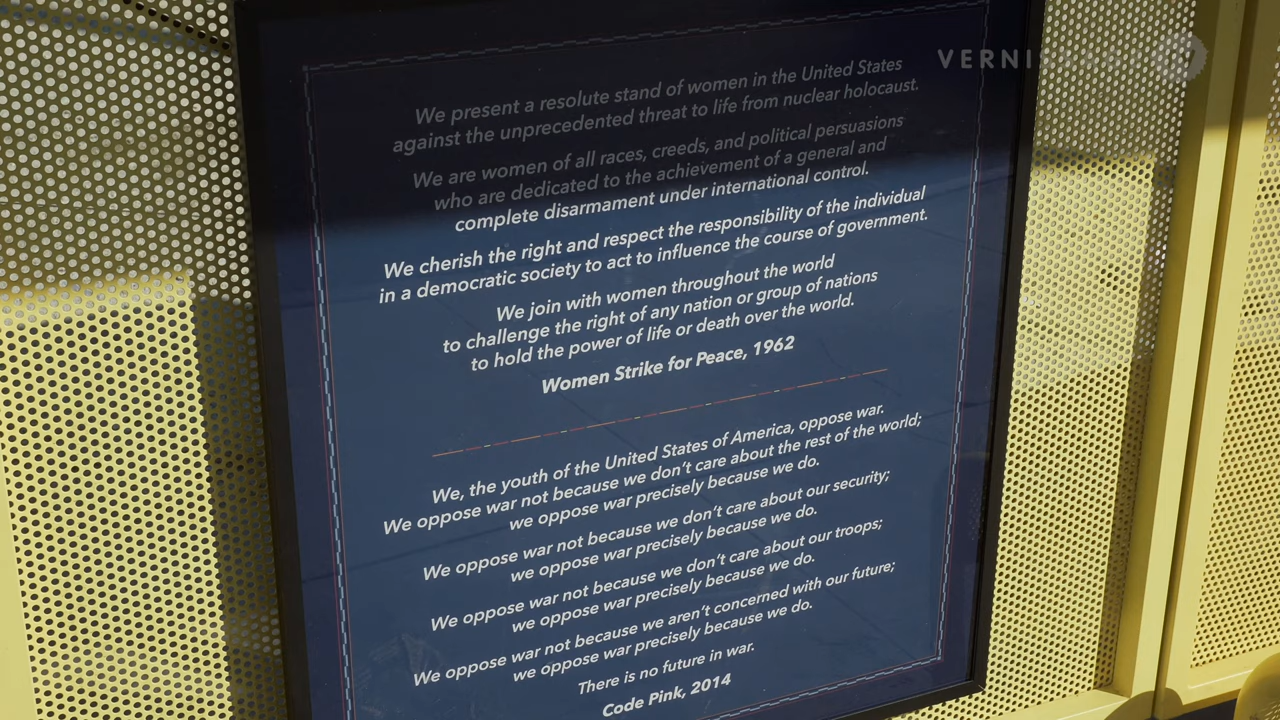 VERNISSAGE TV
We present a resolute stand of women in the United States
against the unprecedented threat to life from nuclear holocaust.
We are women of all races, creeds, and political persuasions
who are dedicated to the achievement of a general and
complete disarmament under international control.
We cherish the right and respect the responsibility of the individual
in a democratic society to act to influence the course of government.
We join with women throughout the world
to challenge the right of any nation or group of nations
to hold the power of life or death over the world.
Women Strike for Peace, 1962
We, the youth of the United States of America, oppose war.
We oppose war not because we don't care about the rest of the world;
we oppose war precisely because we do.
We oppose war not because we don't care about our security;
we oppose war precisely because we do.
We oppose war not because we don't care about our troops;
we oppose war precisely because we do.
We oppose war not because we aren't concerned with our future;
we oppose war precisely because we do.
There is no future in war.
Code Pink, 2014